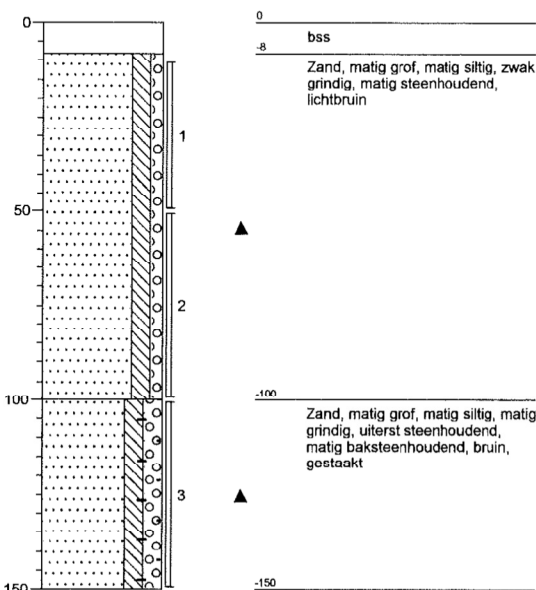 0
50
100
150
1
2
3
0
bss
-8
Zand, matig grof, matig siltig, zwak
grindig, matig steenhoudend,
lichtbruin
-100
Zand, matig grof, matig siltig, matig
grindig, uiterst steenhoudend,
matig baksteenhoudend, bruin,
gestaakt
-150